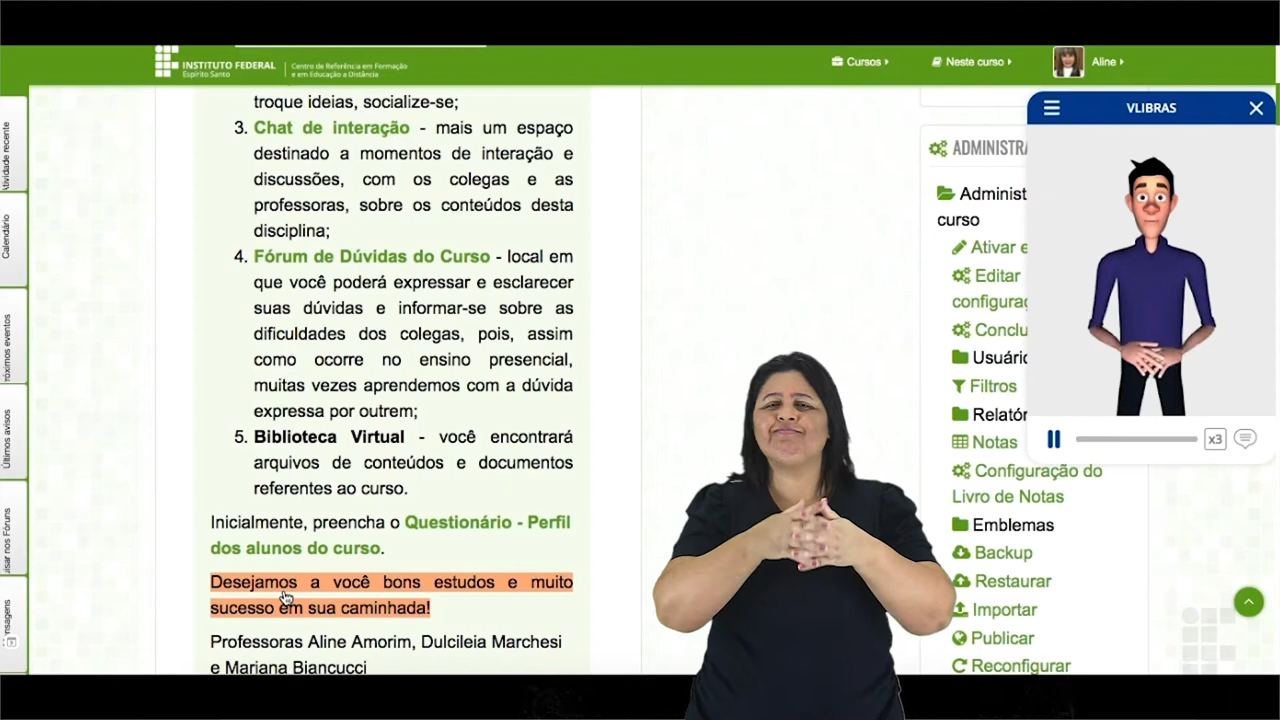 INSTITUTO FEDERAL
Espírito Santo
Centro de Referência em Formação
e em Educação a Distância
Cursos
Neste curso
Aline
troque ideias, socialize-se;
3. Chat de interação - mais um espaço
destinado a momentos de interação e
discussões, com os colegas e as
professoras, sobre os conteúdos desta
disciplina;
4. Fórum de Dúvidas do Curso - local em
que você poderá expressar e esclarecer
suas dúvidas e informar-se sobre as
dificuldades dos colegas, pois, assim
como ocorre no ensino presencial,
muitas vezes aprendemos com a dúvida
expressa por outrem;
5. Biblioteca Virtual - você encontrará
arquivos de conteúdos e documentos
referentes ao curso.
Inicialmente, preencha o Questionário - Perfil
dos alunos do curso.
Desejamos a você bons estudos e muito
sucesso em sua caminhada!
Professoras Aline Amorim, Dulcileia Marchesi
e Mariana Biancucci
Atividade recente
Calendário
róximos eventos
Últimos avisos
uisar nos Fóruns
nsagens
ADMINISTRA
Administ
curso
Ativar e
Editar
configuraç
Conclu
Usuário
Filtros
Relatór
Notas
Configuração do
Livro de Notas
Emblemas
Backup
Restaurar
Importar
Publicar
Reconfigurar
VLIBRAS
x3